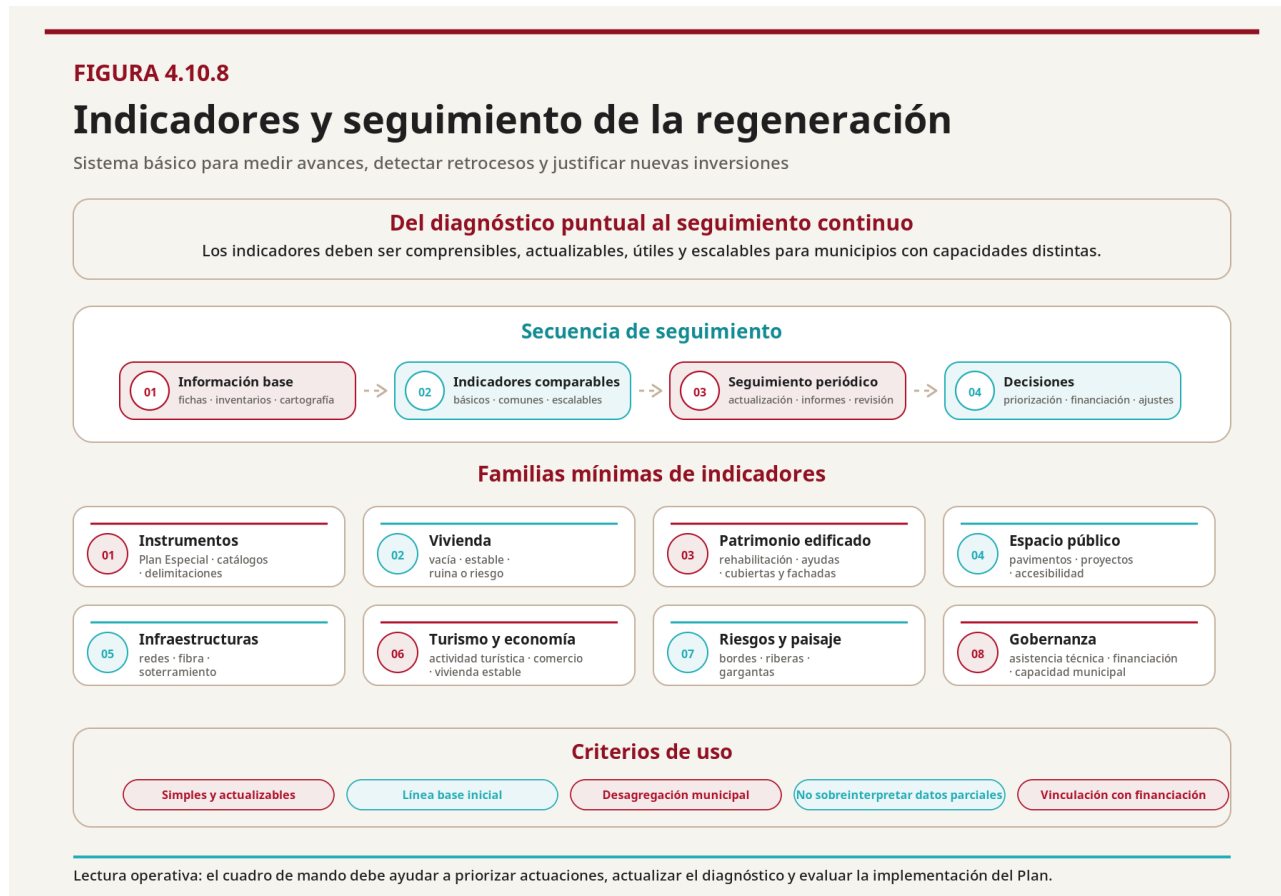 FIGURA 4.10.8
Indicadores y seguimiento de la regeneración
Sistema básico para medir avances, detectar retrocesos y justificar nuevas inversiones
Del diagnóstico puntual al seguimiento continuo
Los indicadores deben ser comprensibles, actualizables, útiles y escalables para municipios con capacidades distintas.
Secuencia de seguimiento
01
Información base
fichas · inventarios · cartografía
02
Indicadores comparables
básicos · comunes · escalables
03
Seguimiento periódico
actualización · informes · revisión
04
Decisiones
priorización · financiación · ajustes
Familias mínimas de indicadores
01
Instrumentos
Plan Especial · catálogos
· delimitaciones
02
Vivienda
vacía · estable ·
ruina o riesgo
03
Patrimonio edificado
rehabilitación · ayudas
· cubiertas y fachadas
04
Espacio público
pavimentos · proyectos
· accesibilidad
05
Infraestructuras
redes · fibra ·
soterramiento
06
Turismo y economía
actividad turística · comercio
· vivienda estable
07
Riesgos y paisaje
bordes · riberas ·
gargantas
08
Gobernanza
asistencia técnica · financiación
· capacidad municipal
Criterios de uso
Simples y actualizables
Línea base inicial
Desagregación municipal
No sobreinterpretar datos parciales
Vinculación con financiación
Lectura operativa: el cuadro de mando debe ayudar a priorizar actuaciones, actualizar el diagnóstico y evaluar la implementación del Plan.